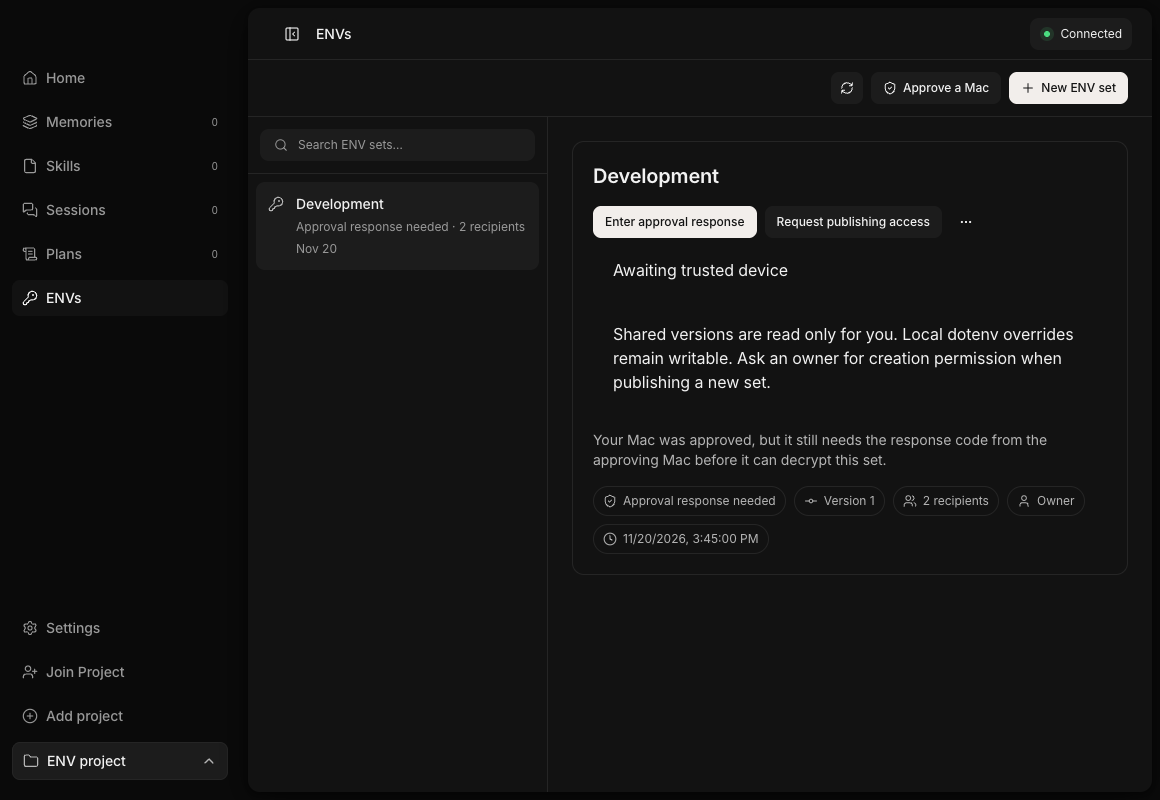 ENVs
Connected
Home
Memories 0
Skills 0
Sessions 0
Plans 0
ENVs
Approve a Mac
New ENV set
Search ENV sets...
Development
Approval response needed · 2 recipients
Nov 20
Development
Enter approval response
Request publishing access
Awaiting trusted device
Shared versions are read only for you. Local dotenv overrides
remain writable. Ask an owner for creation permission when
publishing a new set.
Your Mac was approved, but it still needs the response code from the
approving Mac before it can decrypt this set.
Approval response needed
Version 1
2 recipients
Owner
11/20/2026, 3:45:00 PM
Settings
Join Project
Add project
ENV project